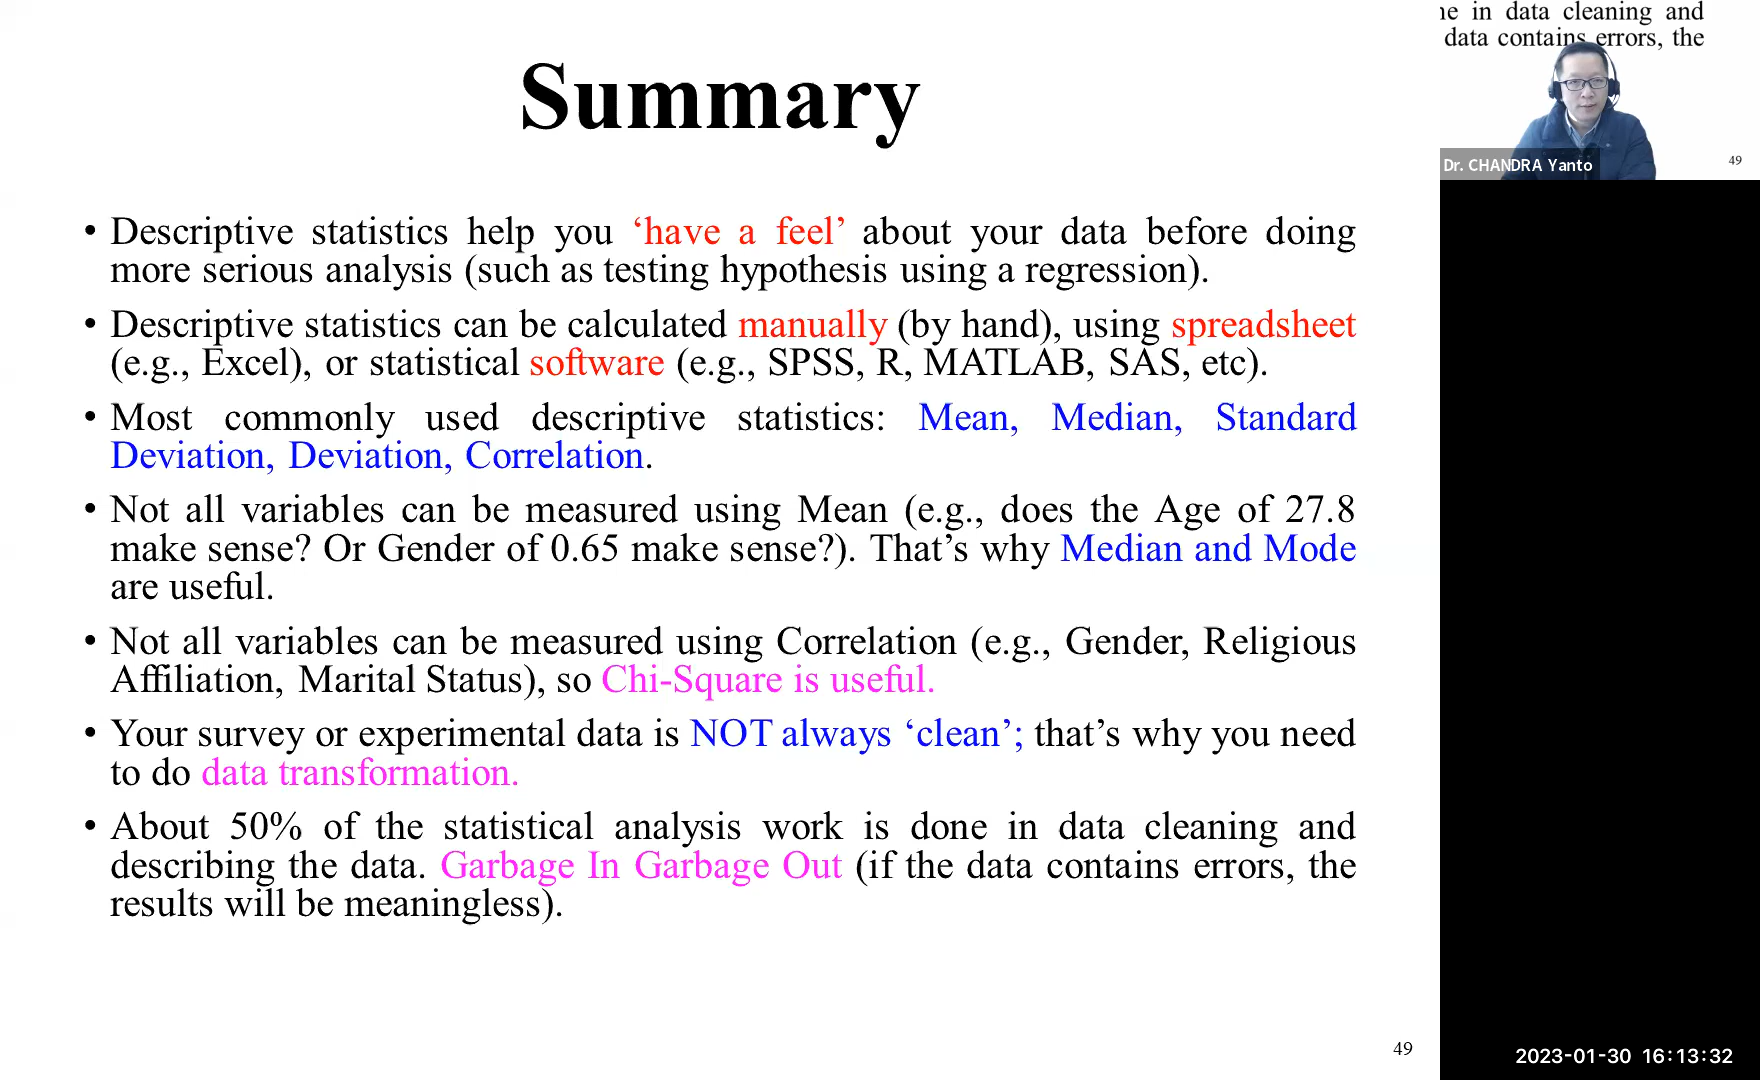 Summary
• Descriptive statistics help you ‘have a feel’ about your data before doing
more serious analysis (such as testing hypothesis using a regression).
• Descriptive statistics can be calculated manually (by hand), using spreadsheet
(e.g., Excel), or statistical software (e.g., SPSS, R, MATLAB, SAS, etc).
• Most commonly used descriptive statistics: Mean, Median, Standard
Deviation, Deviation, Correlation.
• Not all variables can be measured using Mean (e.g., does the Age of 27.8
make sense? Or Gender of 0.65 make sense?). That’s why Median and Mode
are useful.
• Not all variables can be measured using Correlation (e.g., Gender, Religious
Affiliation, Marital Status), so Chi-Square is useful.
• Your survey or experimental data is NOT always ‘clean’; that’s why you need
to do data transformation.
• About 50% of the statistical analysis work is done in data cleaning and
describing the data. Garbage In Garbage Out (if the data contains errors, the
results will be meaningless).
49
in data cleaning and
data contains errors, the
Dr. CHANDRA Yanto
49
2023-01-30 16:13:32